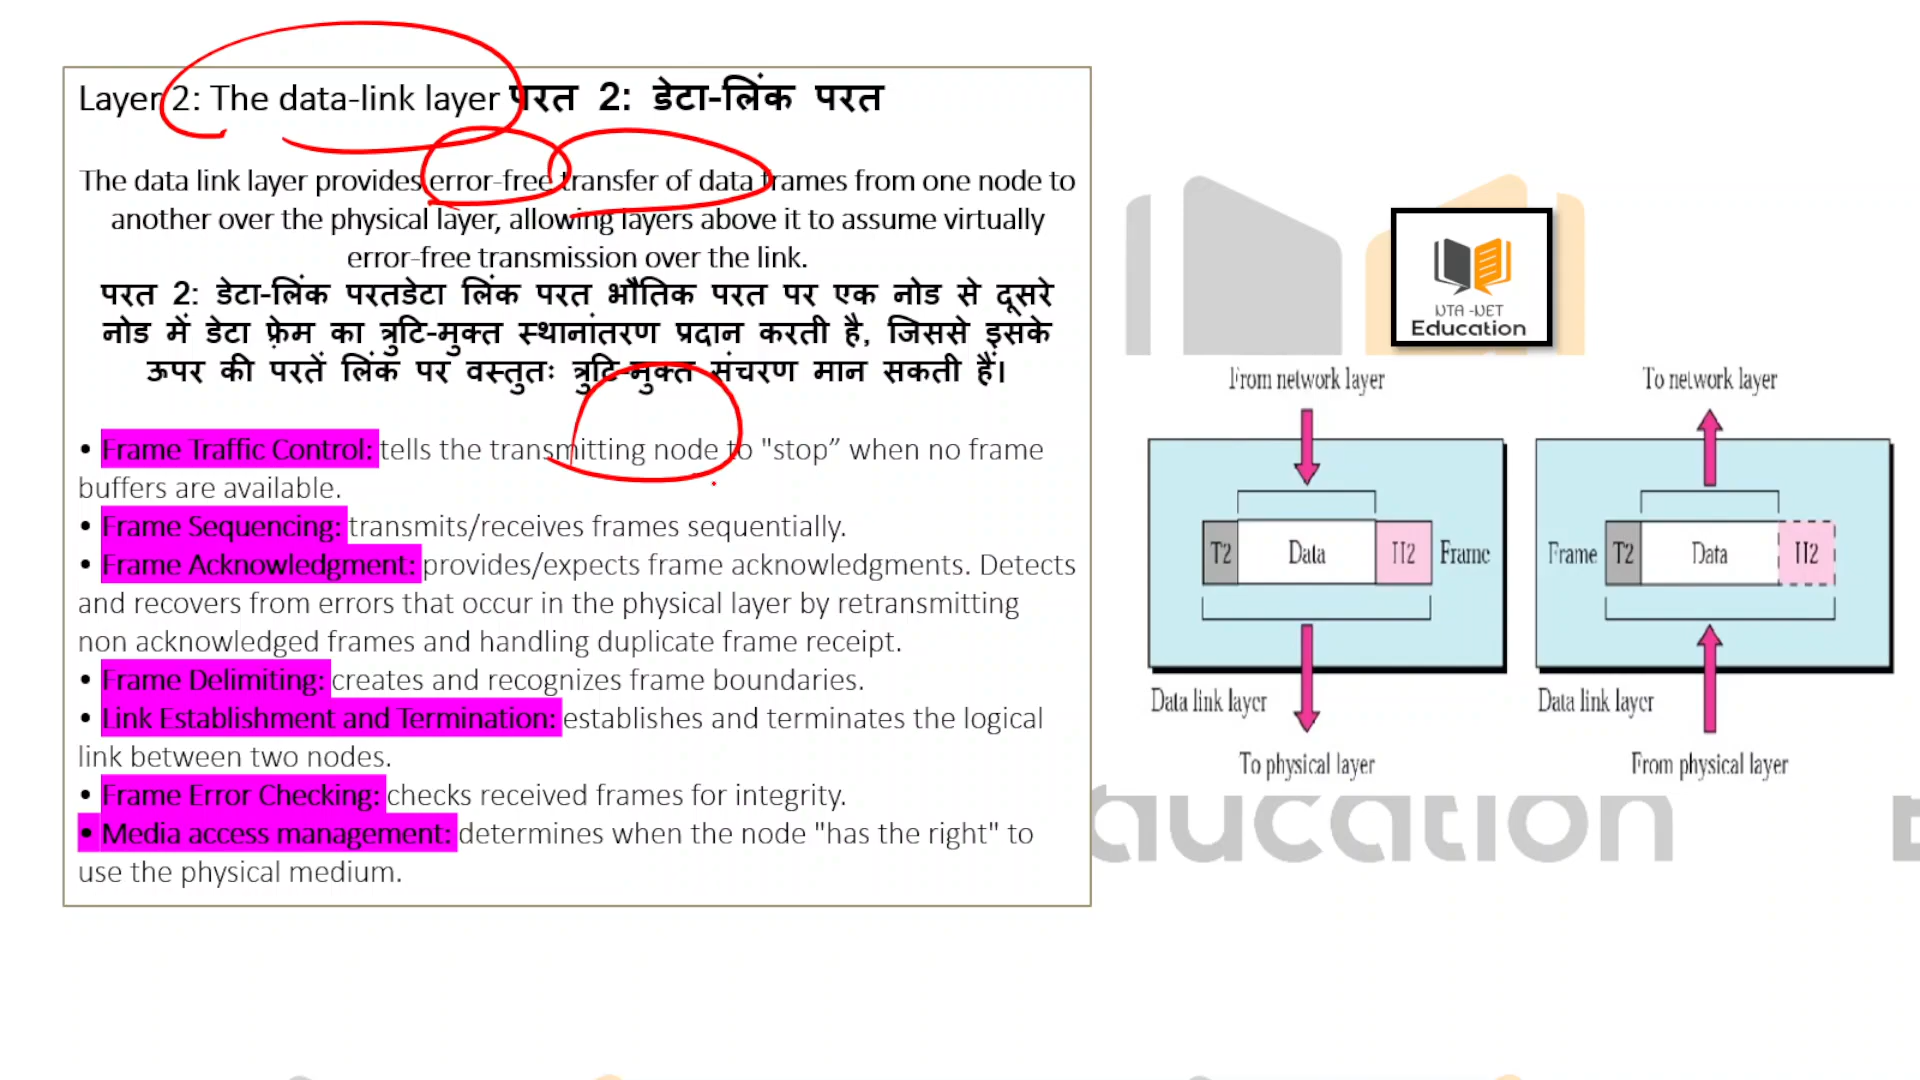 Layer 2: The data-link layer परत 2: डेटा-लिंक परत
The data link layer provides error-free transfer of data frames from one node to
another over the physical layer, allowing layers above it to assume virtually
error-free transmission over the link.
परत 2: डेटा-लिंक परतडेटा लिंक परत भौतिक परत पर एक नोड से दूसरे
नोड में डेटा फ़्रेम का त्रुटि-मुक्त स्थानांतरण प्रदान करती है, जिससे इसके
ऊपर की परतें लिंक पर वस्तुतः त्रुटि-मुक्त संचरण मान सकती हैं।
• Frame Traffic Control: tells the transmitting node to "stop” when no frame
buffers are available.
• Frame Sequencing: transmits/receives frames sequentially.
• Frame Acknowledgment: provides/expects frame acknowledgments. Detects
and recovers from errors that occur in the physical layer by retransmitting
non acknowledged frames and handling duplicate frame receipt.
• Frame Delimiting: creates and recognizes frame boundaries.
• Link Establishment and Termination: establishes and terminates the logical
link between two nodes.
• Frame Error Checking: checks received frames for integrity.
• Media access management: determines when the node "has the right" to
use the physical medium.
NTA -NET
Education
From network layer
To network layer
T2 Data H2 Frame
Frame T2 Data H2
Data link layer
Data link layer
To physical layer
From physical layer